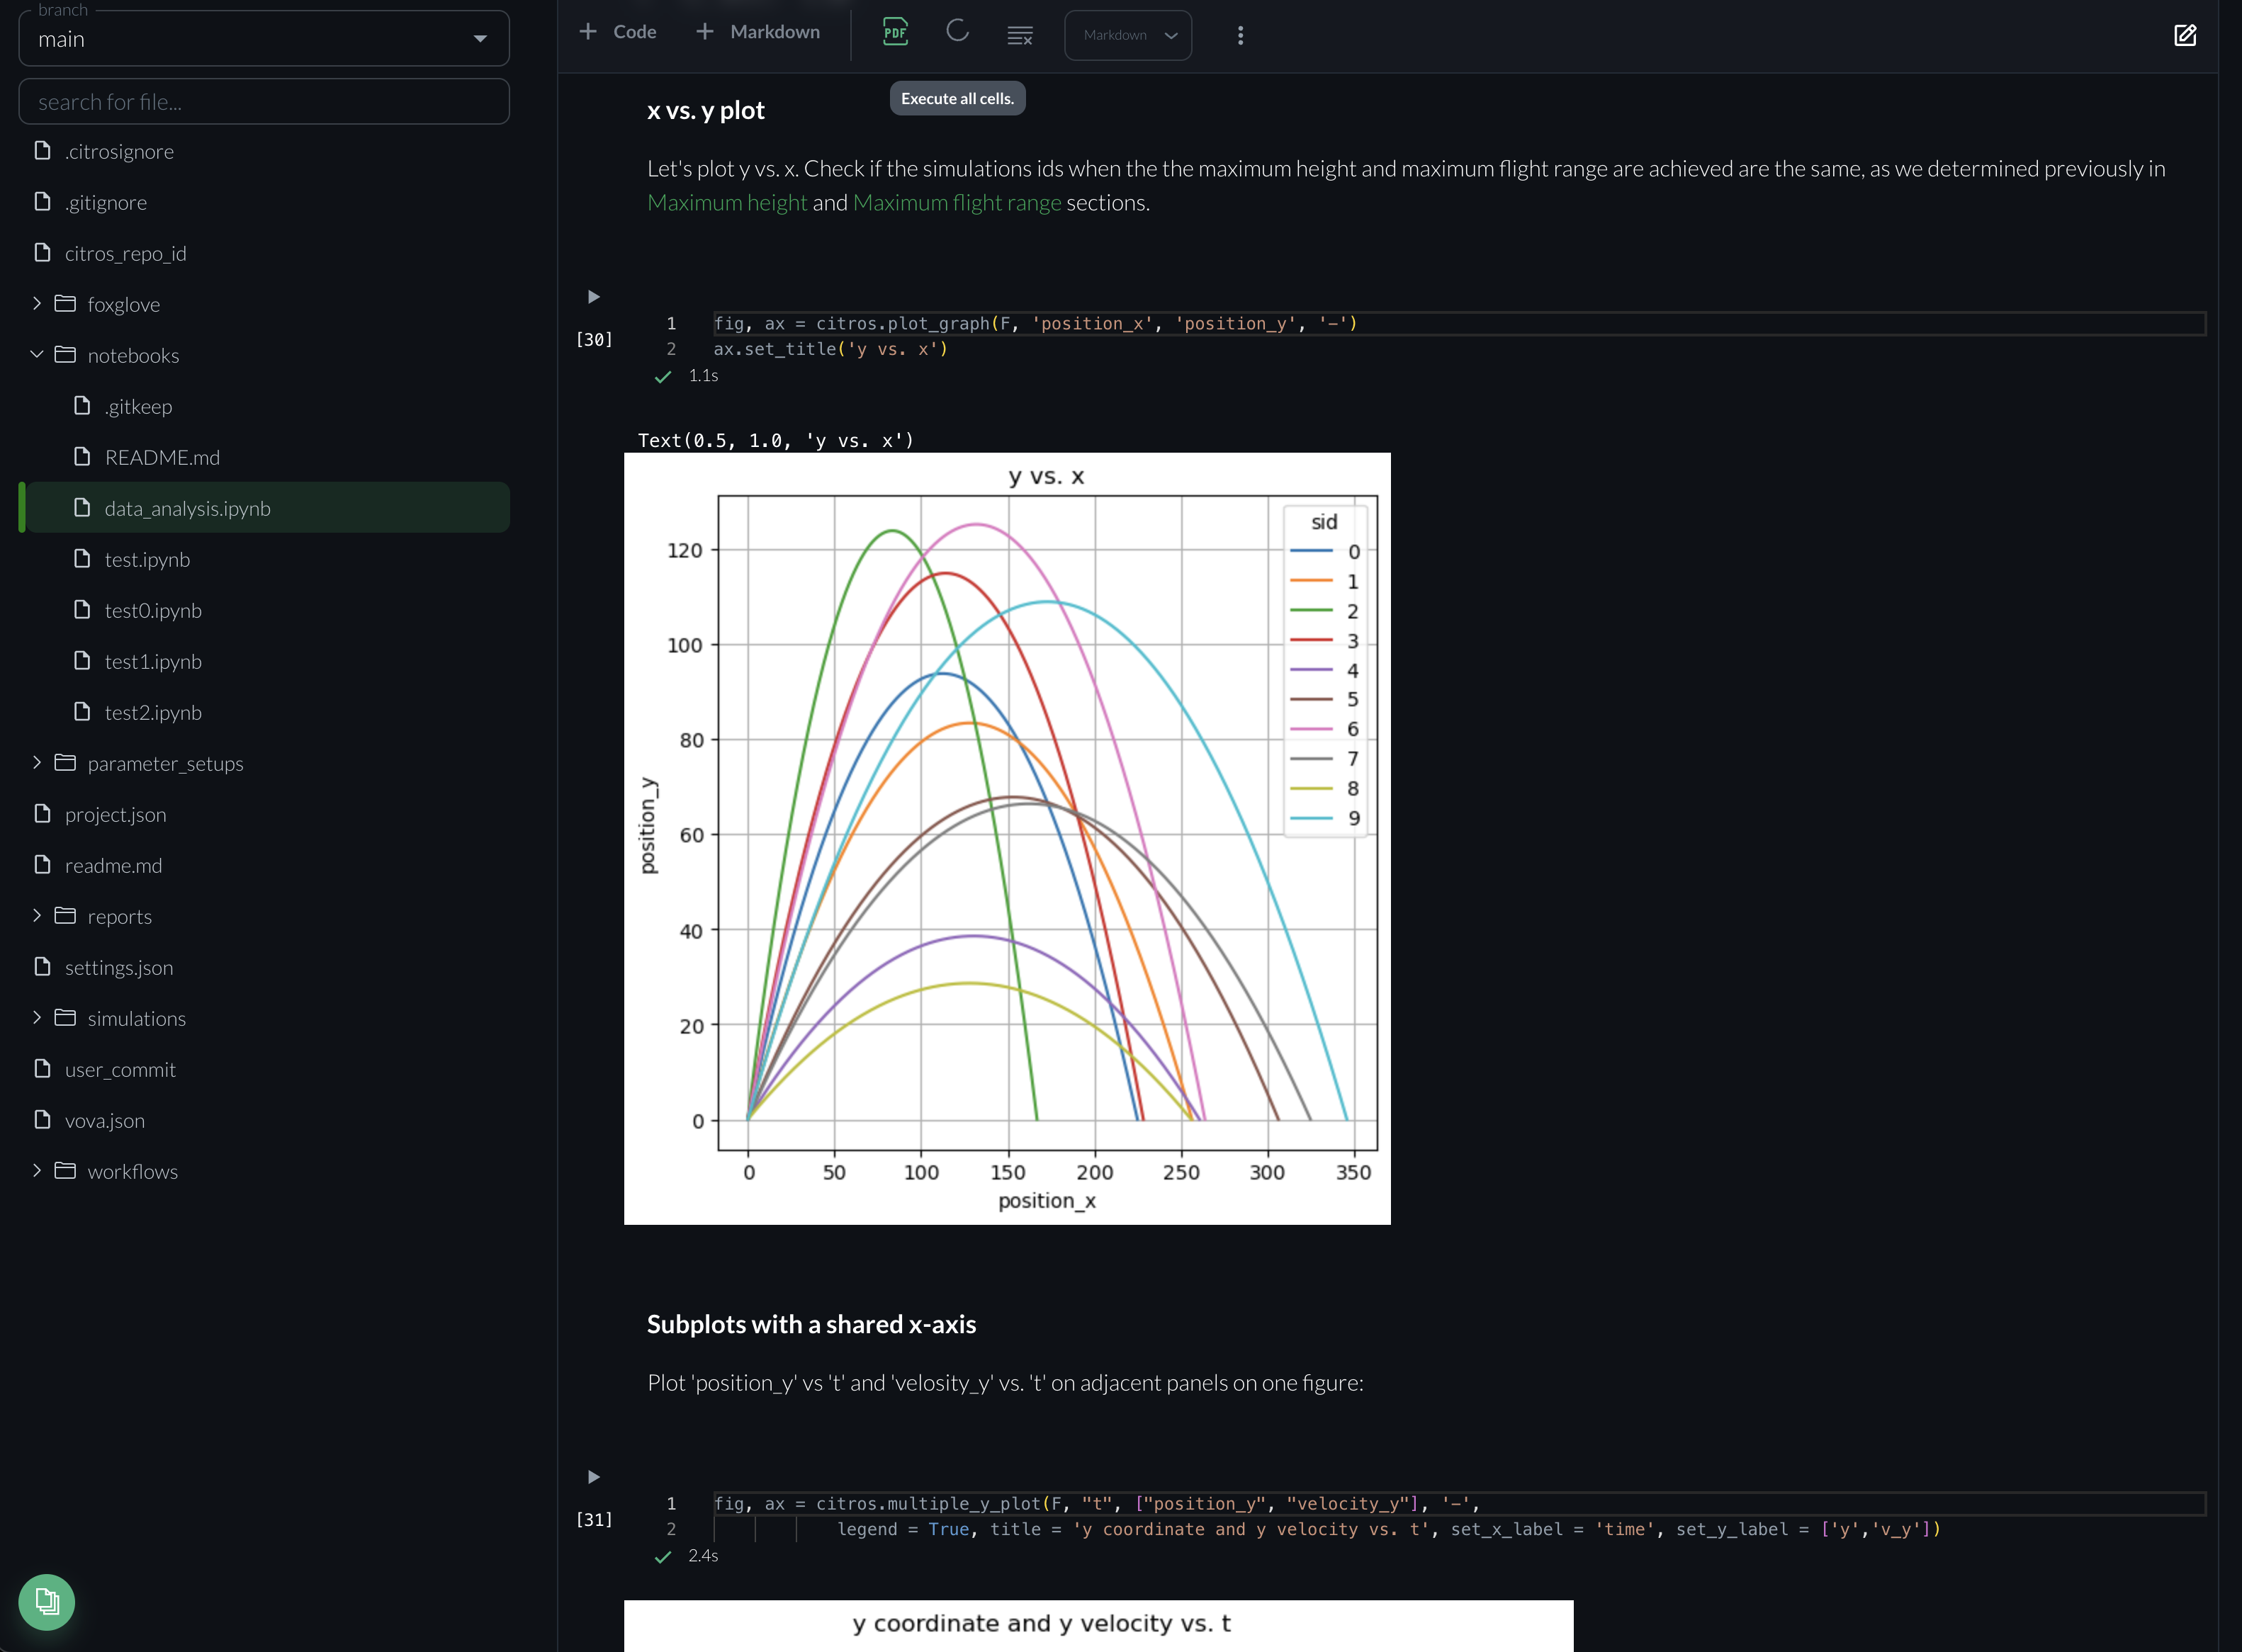 branch
main
search for file...
.citrosignore
.gitignore
citros_repo_id
foxglove
notebooks
.gitkeep
README.md
data_analysis.ipynb
test.ipynb
test0.ipynb
test1.ipynb
test2.ipynb
parameter_setups
project.json
readme.md
reports
settings.json
simulations
user_commit
vova.json
workflows
+ Code + Markdown PDF Markdown
Execute all cells.
x vs. y plot
Let's plot y vs. x. Check if the simulations ids when the the maximum height and maximum flight range are achieved are the same, as we determined previously in
Maximum height and Maximum flight range sections.
[30]
1 fig, ax = citros.plot_graph(F, 'position_x', 'position_y', '-')
2 ax.set_title('y vs. x')
1.1s
Text(0.5, 1.0, 'y vs. x')
y vs. x
sid
0
1
2
3
4
5
6
7
8
9
120
100
80
60
40
20
0
position_y
0 50 100 150 200 250 300 350
position_x
Subplots with a shared x-axis
Plot 'position_y' vs 't' and 'velosity_y' vs. 't' on adjacent panels on one figure:
[31]
1 fig, ax = citros.multiple_y_plot(F, "t", ["position_y", "velocity_y"], '-',
2 legend = True, title = 'y coordinate and y velocity vs. t', set_x_label = 'time', set_y_label = ['y','v_y'])
2.4s
y coordinate and y velocity vs. t